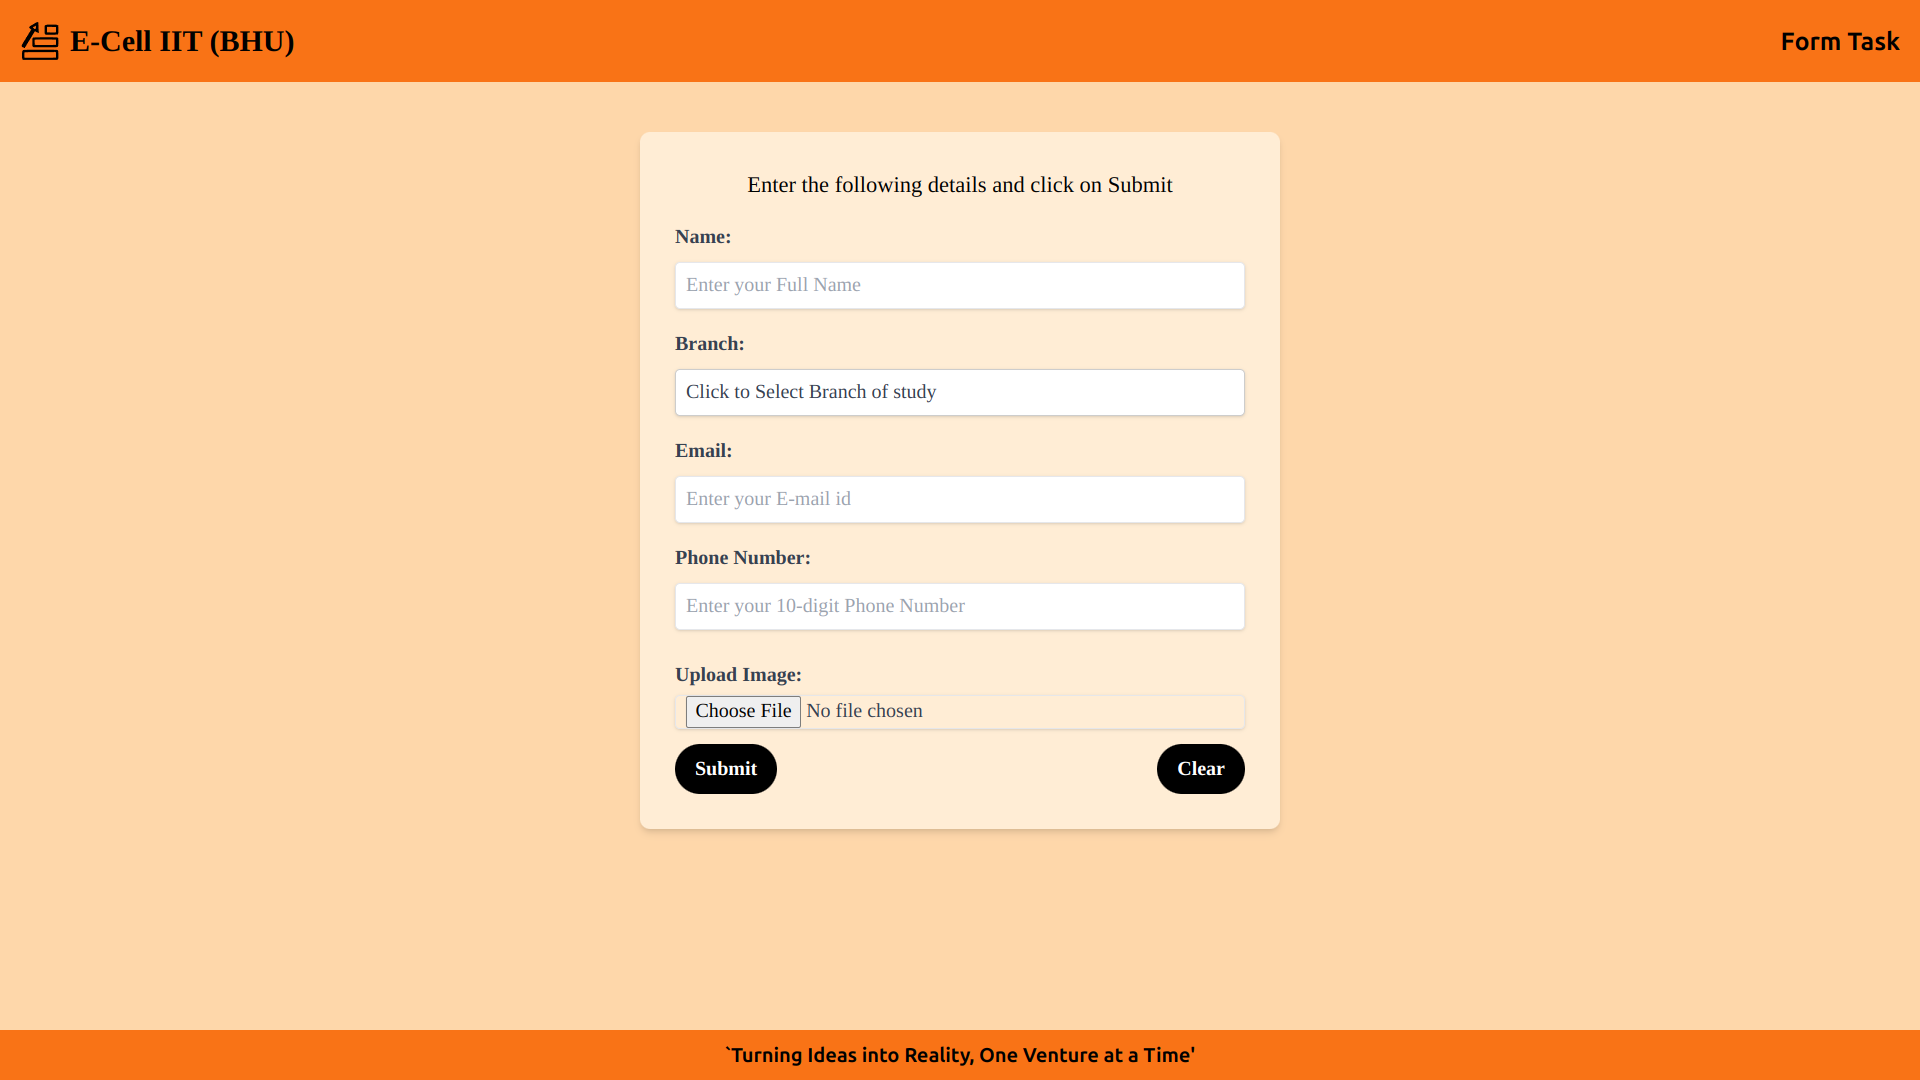 E-Cell IIT (BHU)
Form Task
Enter the following details and click on Submit
Name:
Enter your Full Name
Branch:
Click to Select Branch of study
Email:
Enter your E-mail id
Phone Number:
Enter your 10-digit Phone Number
Upload Image:
Choose File No file chosen
Submit
Clear
`Turning Ideas into Reality, One Venture at a Time'